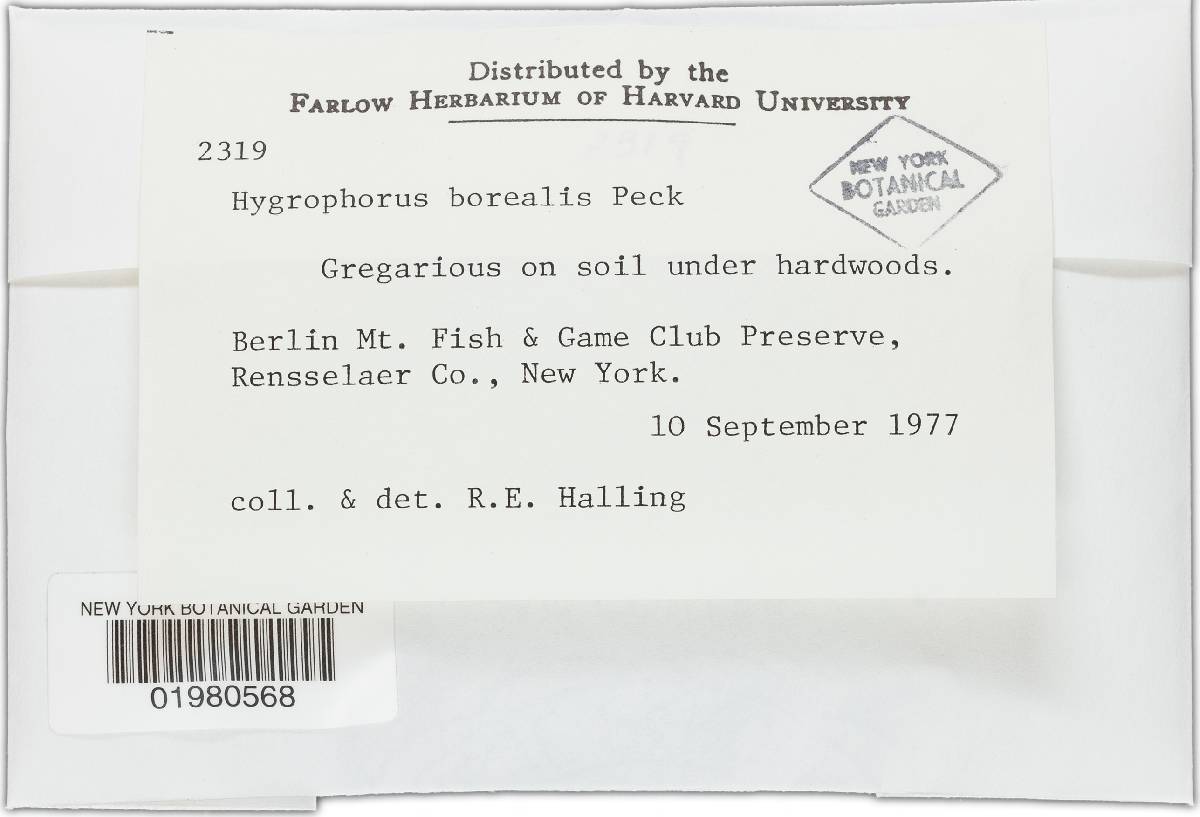 Distributed by the
FARLOW HERBARIUM OF HARVARD UNIVERSITY
2319
NEW YORK
BOTANICAL
GARDEN
Hygrophorus borealis Peck
Gregarious on soil under hardwoods.
Berlin Mt. Fish & Game Club Preserve,
Rensselaer Co., New York.
10 September 1977
coll. & det. R.E. Halling
NEW YORK BOTANICAL GARDEN
01980568